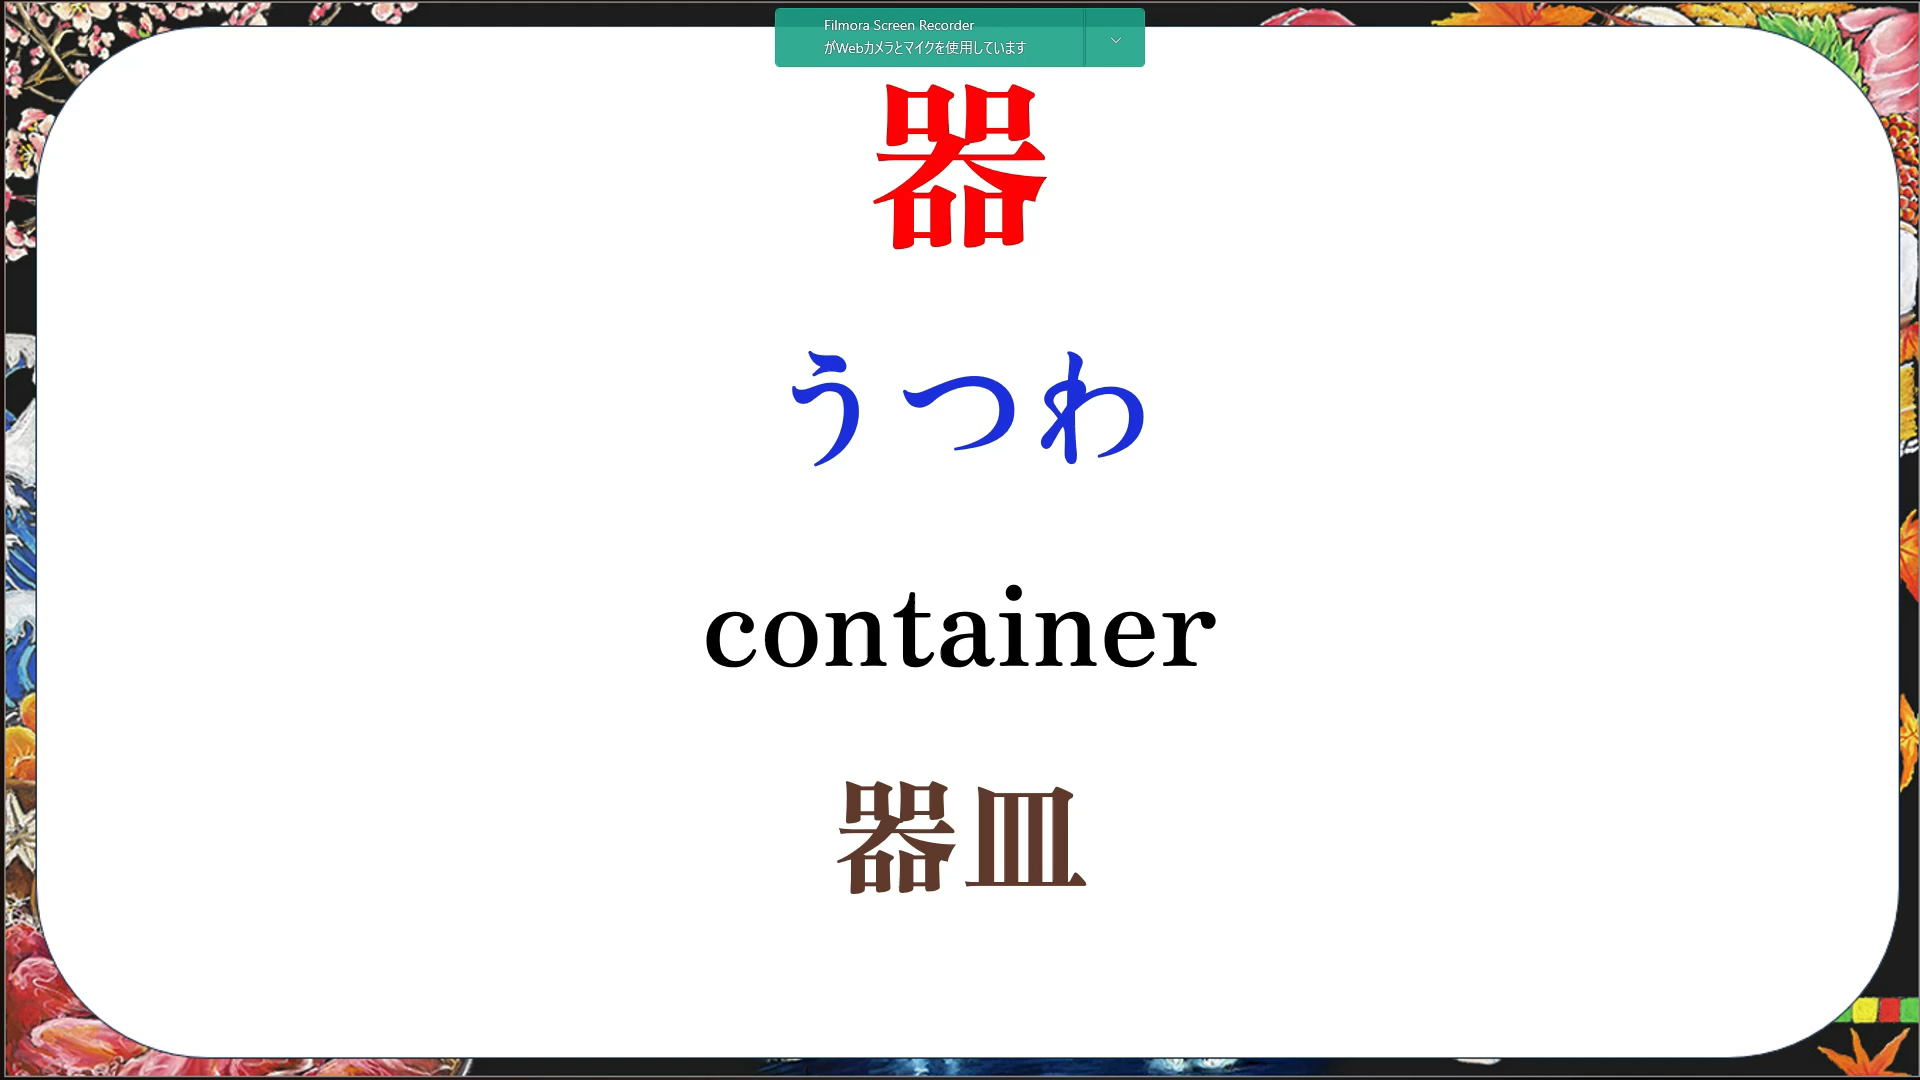 Filmora Screen Recorder
がWebカメラとマイクを使用しています
器
うつわ
container
器皿